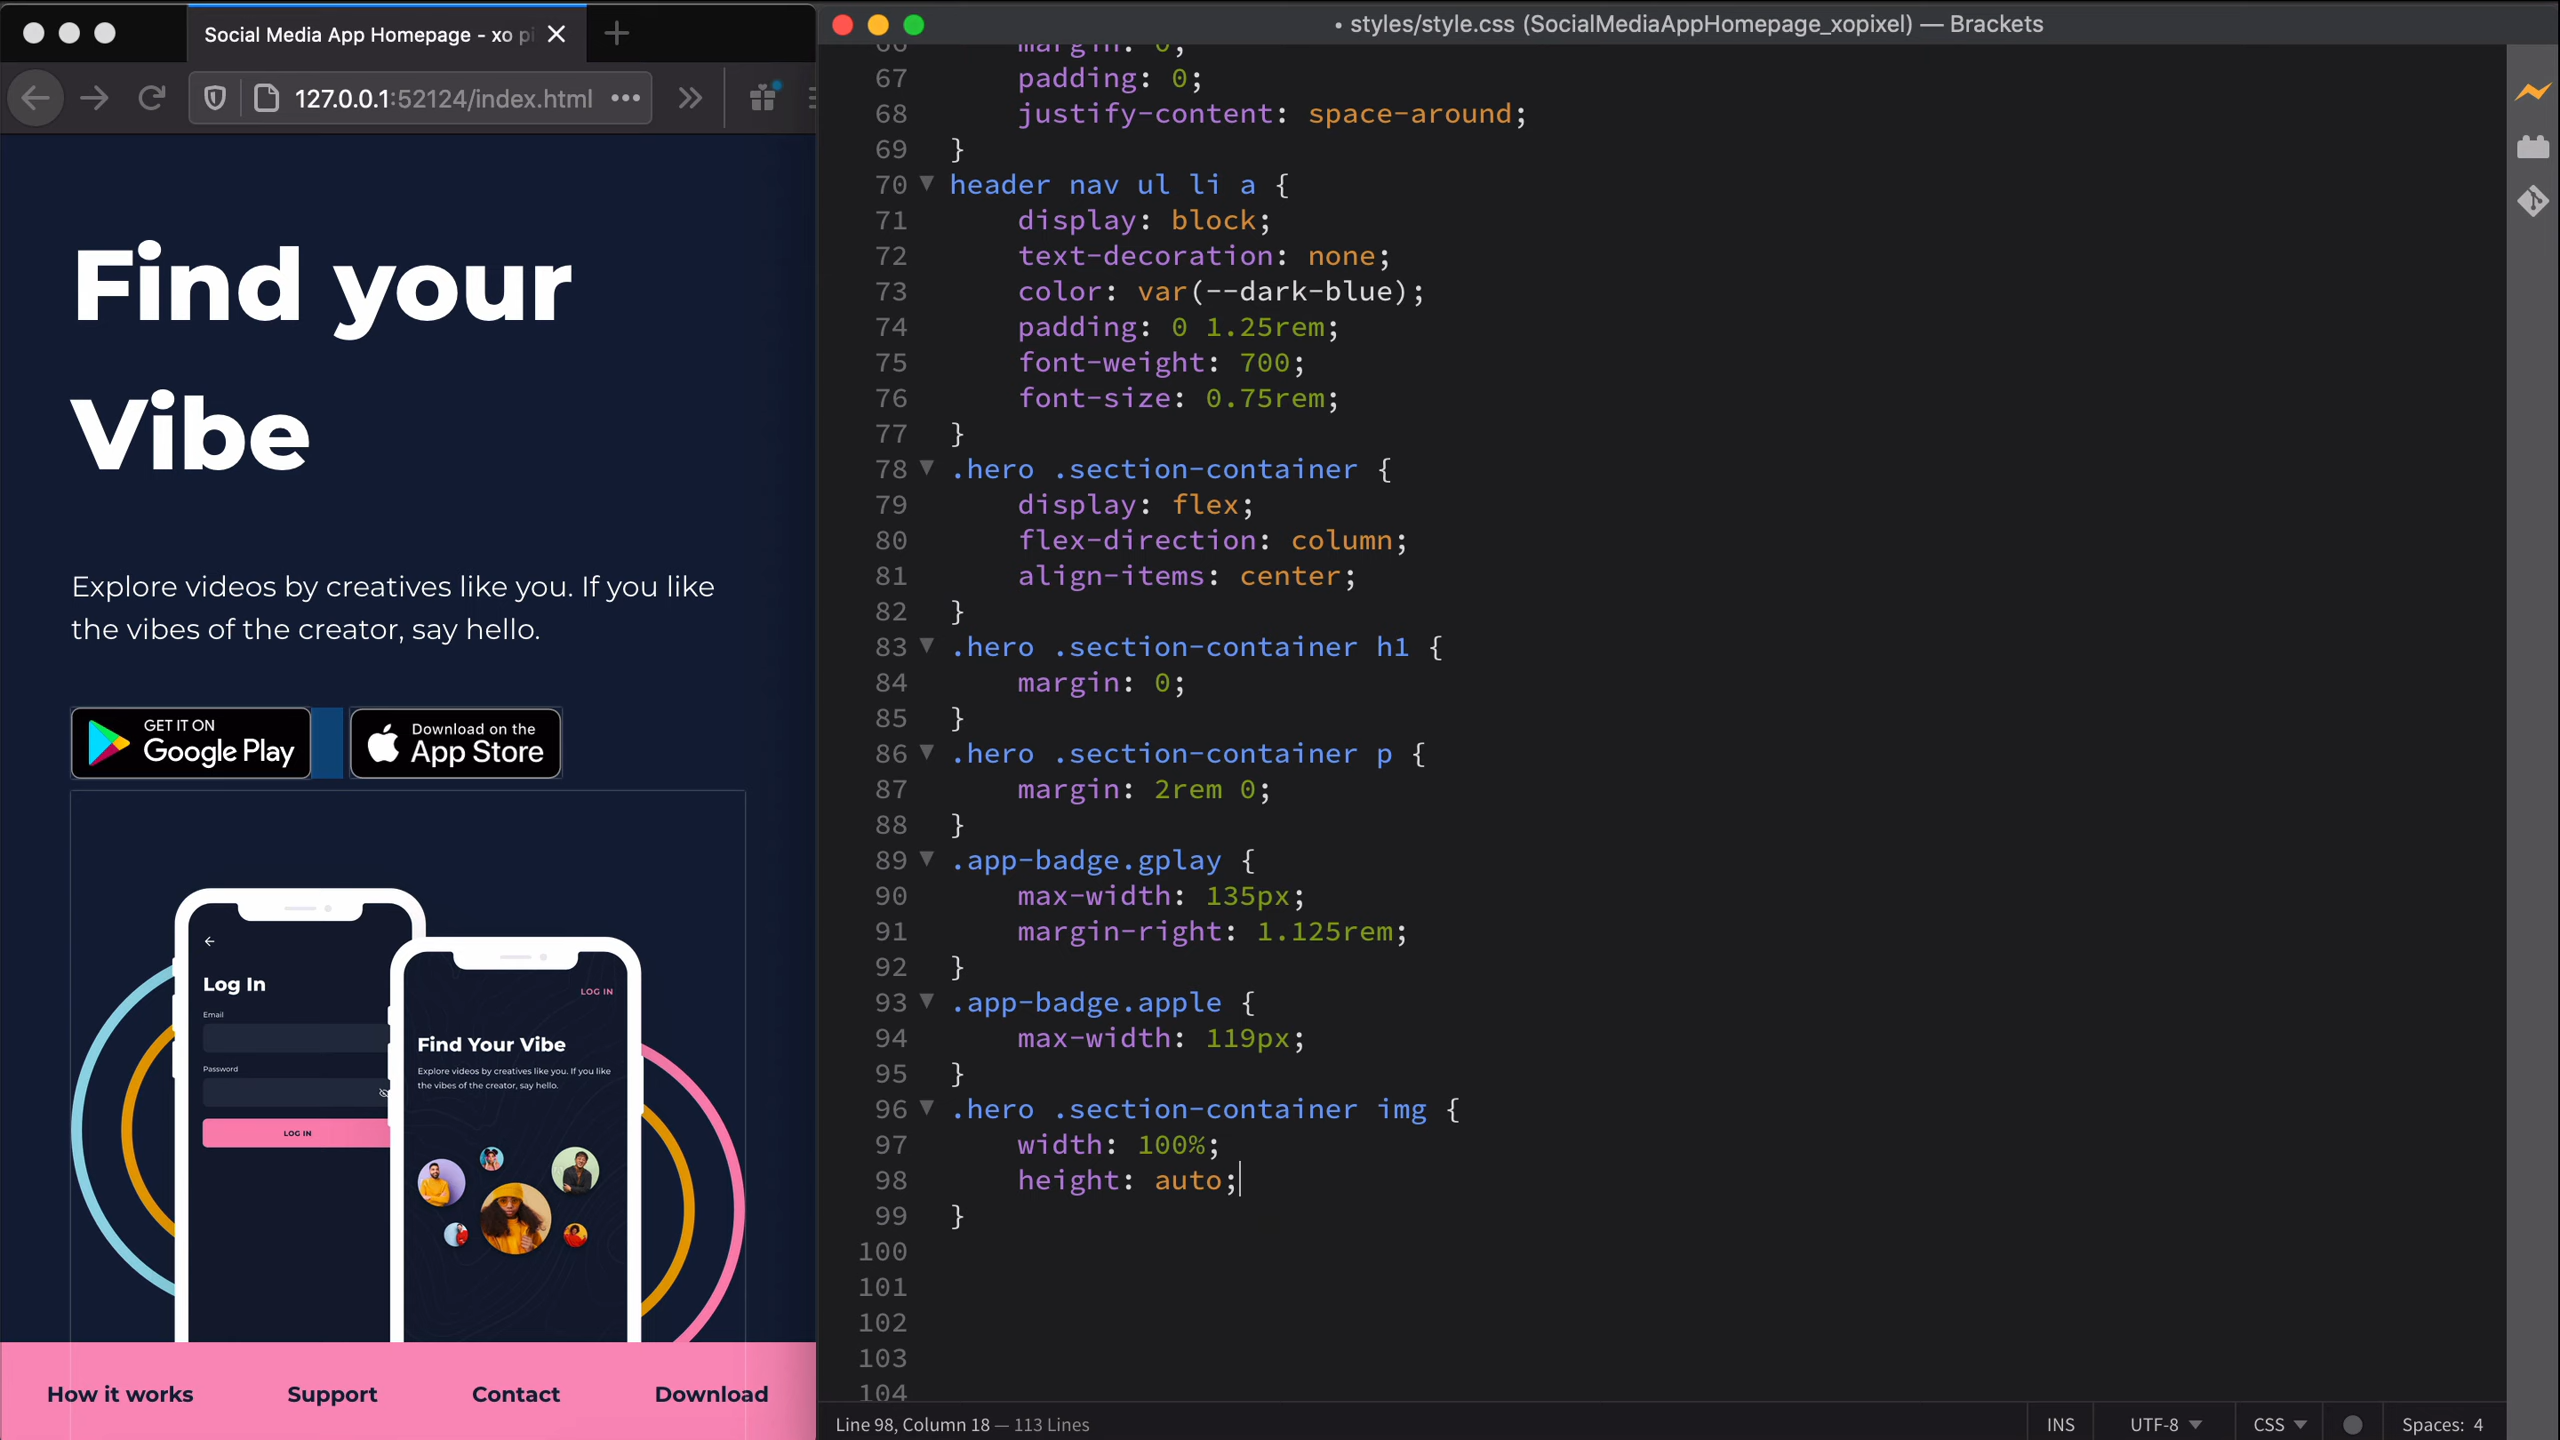 Social Media App Homepage - xo pi
127.0.0.1:52124/index.html
Find your
Vibe
Explore videos by creatives like you. If you like
the vibes of the creator, say hello.
GET IT ON
Google Play
Download on the
App Store
Log In
Email
Password
LOG IN
LOG IN
Find Your Vibe
Explore videos by creatives like you. If you like
the vibes of the creator, say hello.
How it works
Support
Contact
Download
• styles/style.css (SocialMediaAppHomepage_xopixel) — Brackets
66 margin: 0;
67 padding: 0;
68 justify-content: space-around;
69 }
70 header nav ul li a {
71 display: block;
72 text-decoration: none;
73 color: var(--dark-blue);
74 padding: 0 1.25rem;
75 font-weight: 700;
76 font-size: 0.75rem;
77 }
78 .hero .section-container {
79 display: flex;
80 flex-direction: column;
81 align-items: center;
82 }
83 .hero .section-container h1 {
84 margin: 0;
85 }
86 .hero .section-container p {
87 margin: 2rem 0;
88 }
89 .app-badge.gplay {
90 max-width: 135px;
91 margin-right: 1.125rem;
92 }
93 .app-badge.apple {
94 max-width: 119px;
95 }
96 .hero .section-container img {
97 width: 100%;
98 height: auto;
99 }
100
101
102
103
104
Line 98, Column 18 — 113 Lines
INS
UTF-8
CSS
Spaces: 4